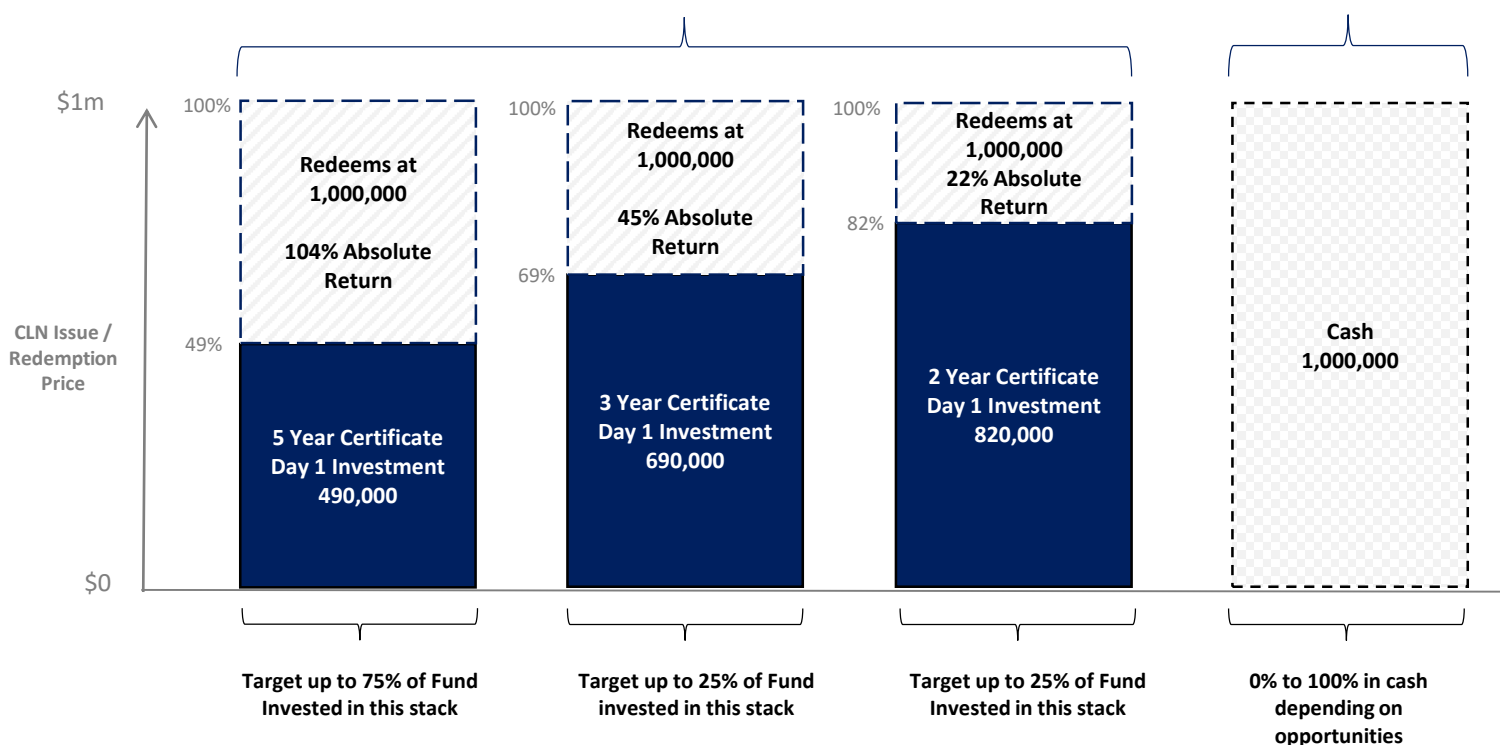 $1m
100%
Redeems at
1,000,000
104% Absolute
Return
49%
5 Year Certificate
Day 1 Investment
490,000
100%
Redeems at
1,000,000
45% Absolute
Return
69%
3 Year Certificate
Day 1 Investment
690,000
100%
Redeems at
1,000,000
22% Absolute
Return
82%
2 Year Certificate
Day 1 Investment
820,000
Cash
1,000,000
CLN Issue /
Redemption
Price
$0
Target up to 75% of Fund
Invested in this stack
Target up to 25% of Fund
invested in this stack
Target up to 25% of Fund
Invested in this stack
0% to 100% in cash
depending on
opportunities